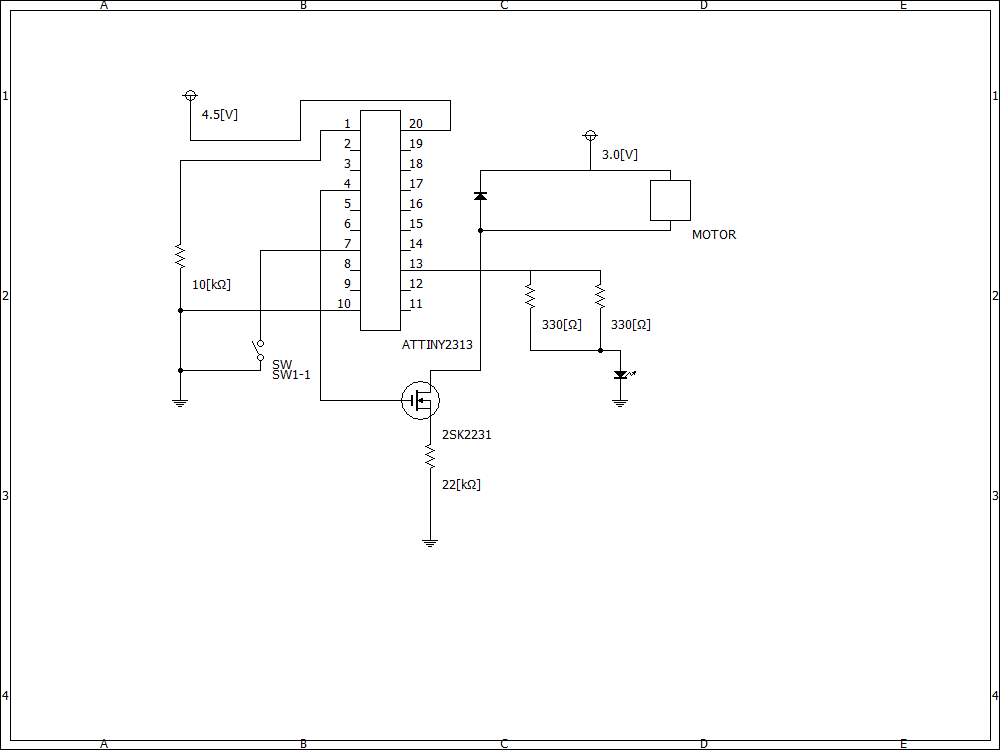 A B C D E
1 1
4.5[V]
1 20
2 19
3.0[V]
3 18
4 17
5 16
6 15
MOTOR
7 14
8 13
10[kΩ]
9 12
2 2
10 11
330[Ω] 330[Ω]
ATTINY2313
SW
SW1-1
2SK2231
22[kΩ]
3 3
4 4
A B C D E